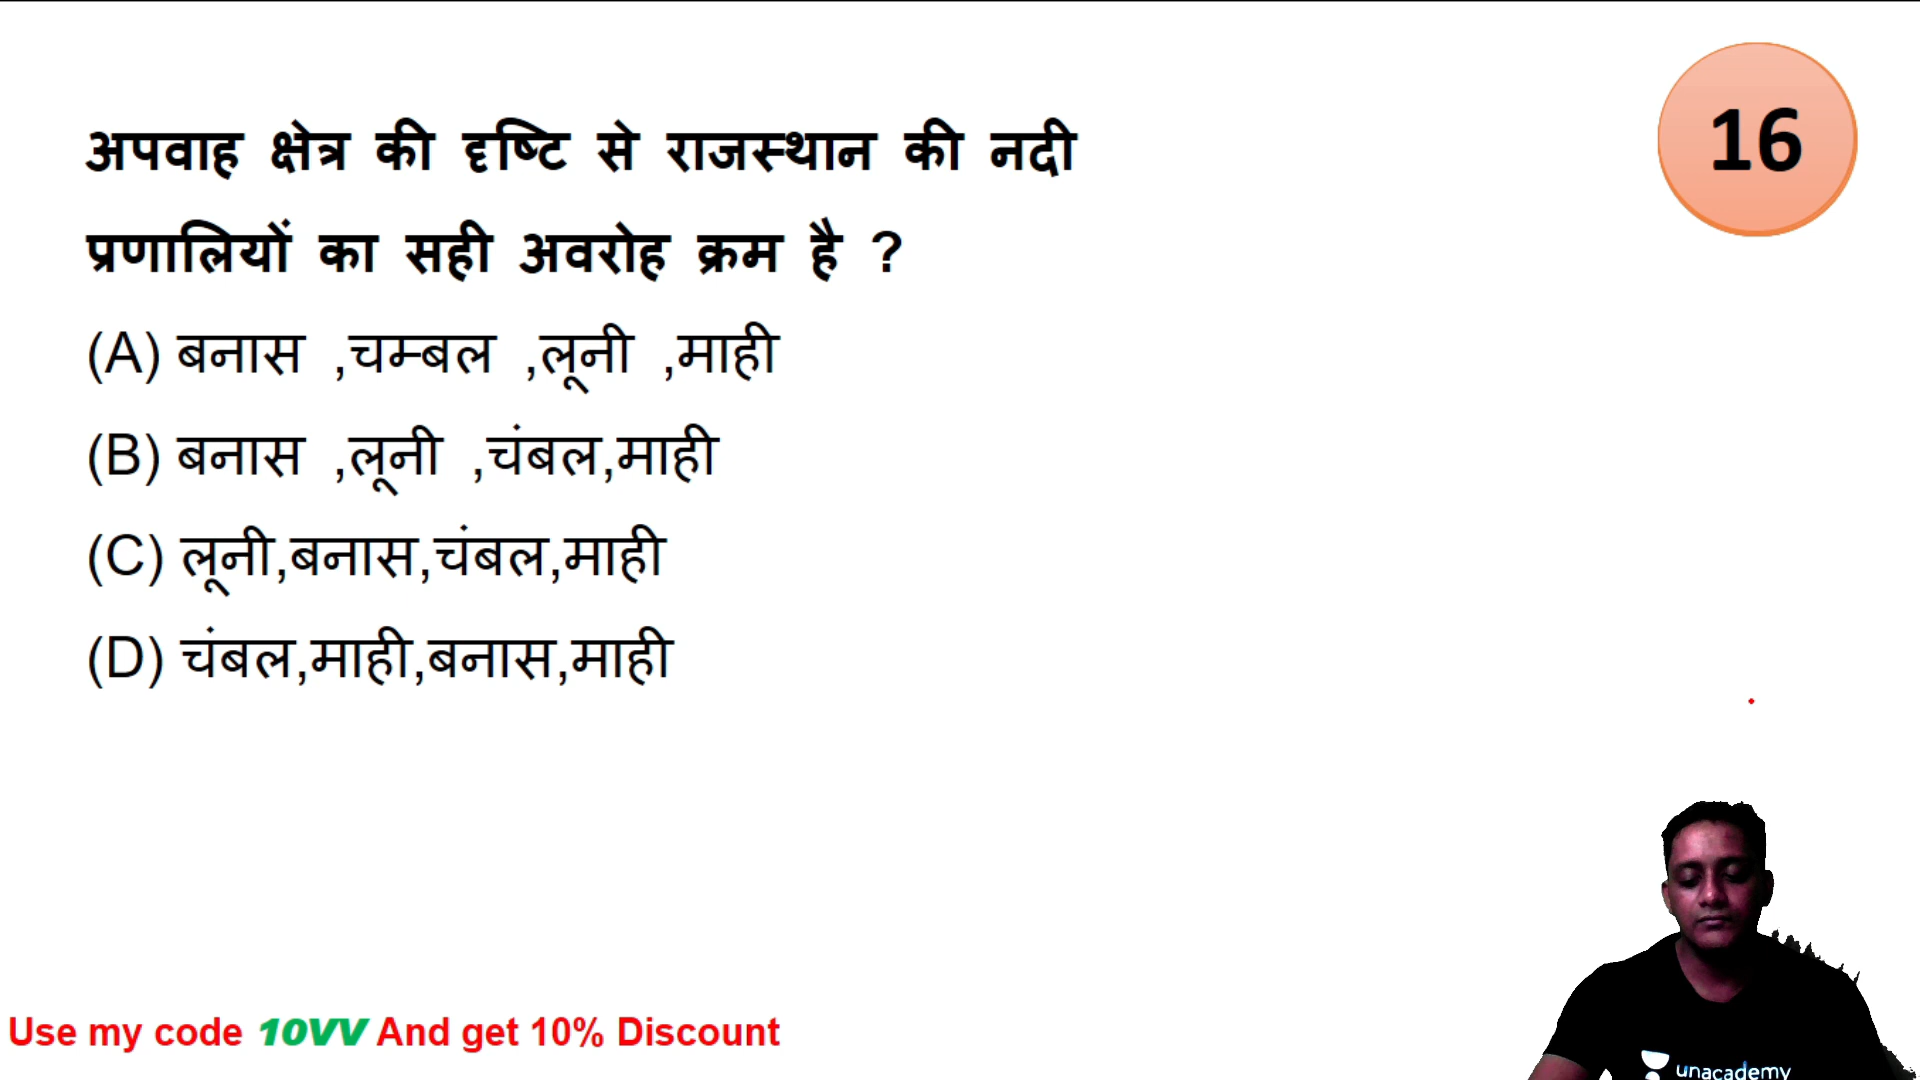 16
अपवाह क्षेत्र की दृष्टि से राजस्थान की नदी
प्रणालियों का सही अवरोह क्रम है ?
(A) बनास ,चम्बल ,लूनी ,माही
(B) बनास ,लूनी ,चंबल,माही
(C) लूनी,बनास,चंबल,माही
(D) चंबल,माही,बनास,माही
Use my code 10VV And get 10% Discount
unacademy